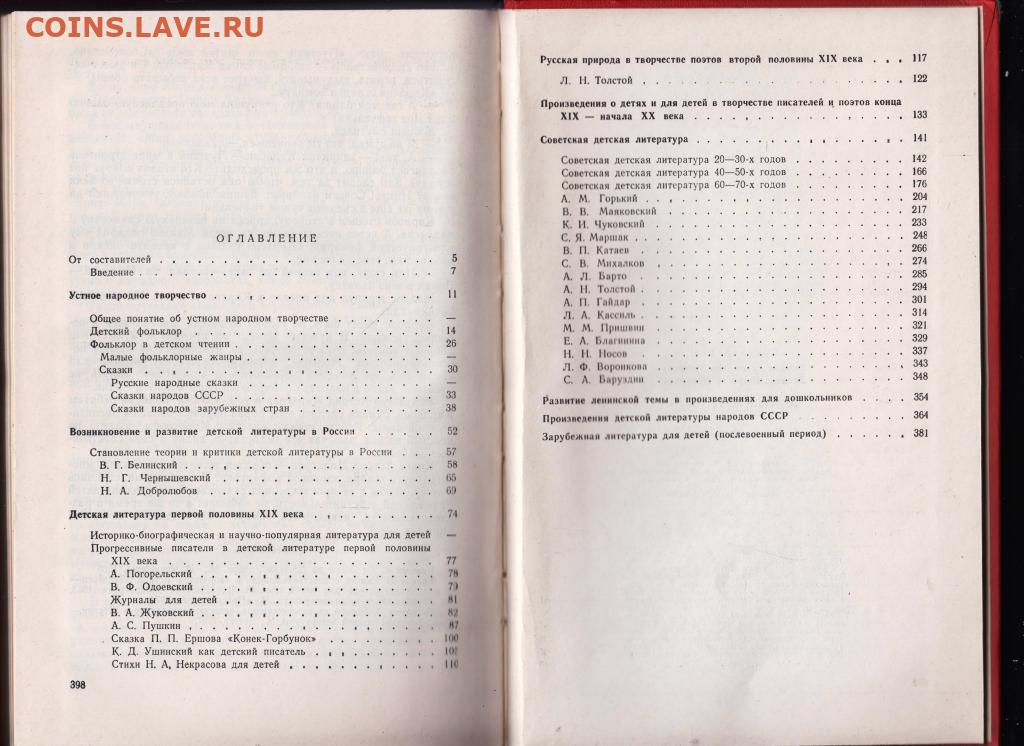 COINS.LAVE.RU
ОГЛАВЛЕНИЕ
От составителей . . . . . . . . . . . . . . . . 5
Введение . . . . . . . . . . . . . . . . 7
Устное народное творчество . . . . . . . . . . . . 11
Общее понятие об устном народном творчестве . . . . . . —
Детский фольклор . . . . . . . . . . . . . 14
Фольклор в детском чтении . . . . . . . . . . . 26
Малые фольклорные жанры . . . . . . . . . . —
Сказки . . . . . . . . . . . . . . . . 30
Русские народные сказки . . . . . . . . . . —
Сказки народов СССР . . . . . . . . . . . 33
Сказки народов зарубежных стран . . . . . . . . 38
Возникновение и развитие детской литературы в России . . . . . . 52
Становление теории и критики детской литературы в России . . . 57
В. Г. Белинский . . . . . . . . . . . . . . 58
Н. Г. Чернышевский . . . . . . . . . . . . 65
Н. А. Добролюбов . . . . . . . . . . . . . 69
Детская литература первой половины XIX века . . . . . . . . 74
Историко-биографическая и научно-популярная литература для детей —
Прогрессивные писатели в детской литературе первой половины
XIX века . . . . . . . . . . . . . . . 77
А. Погорельский . . . . . . . . . . . . . 78
В. Ф. Одоевский . . . . . . . . . . . . . 79
Журналы для детей . . . . . . . . . . . . 81
В. А. Жуковский . . . . . . . . . . . . . 82
А. С. Пушкин . . . . . . . . . . . . . . 87
Сказка П. П. Ершова «Конек-Горбунок» . . . . . . . 100
К. Д. Ушинский как детский писатель . . . . . . . .
Стихи Н. А. Некрасова для детей . . . . . . . . . 110
398
Русская природа в творчестве поэтов второй половины XIX века . . . 117
Л. Н. Толстой . . . . . . . . . . . . . . . 122
Произведения о детях и для детей в творчестве писателей и поэтов конца
XIX — начала XX века . . . . . . . . . . . . . 133
Советская детская литература . . . . . . . . . . . . 141
Советская детская литература 20—30-х годов . . . . . . . . 142
Советская детская литература 40—50-х годов . . . . . . . . 166
Советская детская литература 60—70-х годов . . . . . . . . 176
А. М. Горький . . . . . . . . . . . . . . . 204
В. В. Маяковский . . . . . . . . . . . . . . 217
К. И. Чуковский . . . . . . . . . . . . . . 233
С. Я. Маршак . . . . . . . . . . . . . . . 248
В. П. Катаев . . . . . . . . . . . . . . . 266
С. В. Михалков . . . . . . . . . . . . . . 274
А. Л. Барто . . . . . . . . . . . . . . . 285
А. Н. Толстой . . . . . . . . . . . . . . . 294
А. П. Гайдар . . . . . . . . . . . . . . . 301
Л. А. Кассиль . . . . . . . . . . . . . . . 314
М. М. Пришвин . . . . . . . . . . . . . . 321
Е. А. Благинина . . . . . . . . . . . . . . 329
Н. Н. Носов . . . . . . . . . . . . . . . 337
Л. Ф. Воронкова . . . . . . . . . . . . . . 343
С. А. Баруздин . . . . . . . . . . . . . . 348
Развитие ленинской темы в произведениях для дошкольников . . . . 354
Произведения детской литературы народов СССР . . . . . . . 364
Зарубежная литература для детей (послевоенный период) . . . . . . 381